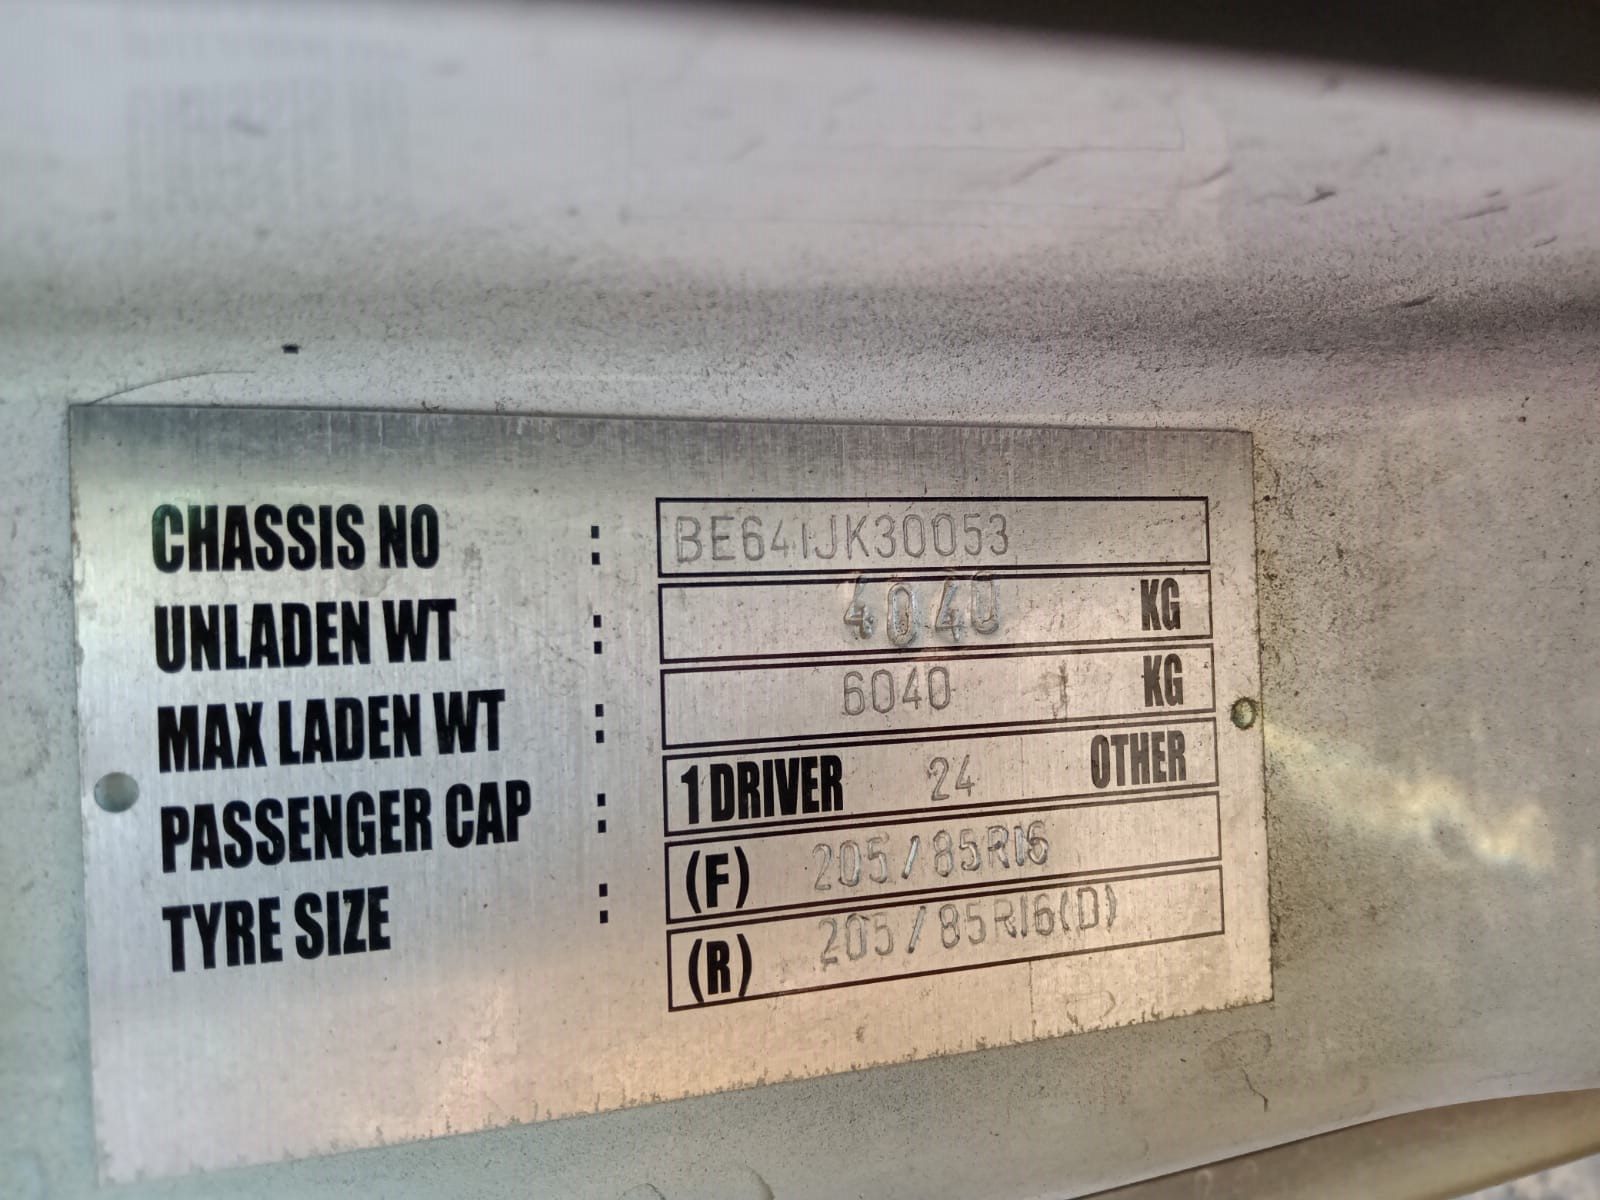 CHASSIS NO : BE641JK30053
UNLADEN WT : 4040 KG
MAX LADEN WT : 6040 KG
PASSENGER CAP : 1 DRIVER 24 OTHER
TYRE SIZE : (F) 205/85R16
(R) 205/85R16(D)